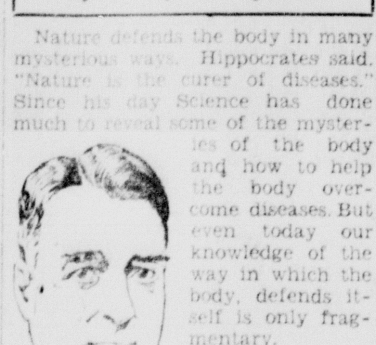 Nature defends the body in many
mysterious ways. Hippocrates said.
"Nature is the curer of diseases."
Since his day Science has done
much to reveal some of the myster-
ies of the body
and how to help
the body over-
come diseases. But
even today our
knowledge of the
way in which the
body, defends it-
self is only frag-
mentary.